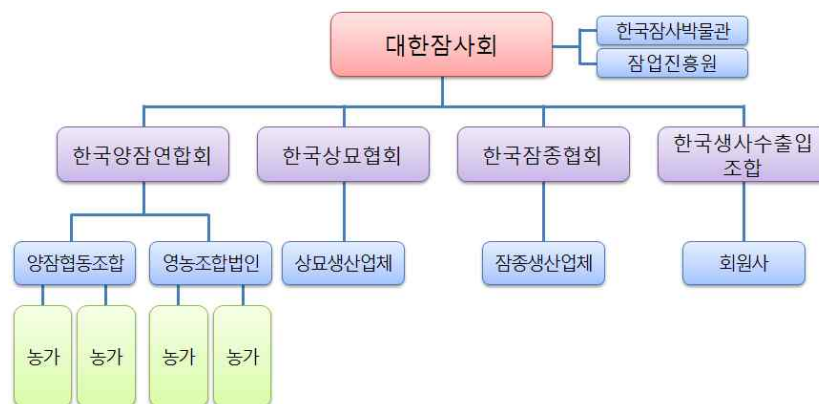 대한잠사회
한국잠사박물관
잠업진흥원
한국양잠연합회
한국상묘협회
한국잠종협회
한국생사수출입
조합
양잠협동조합
영농조합법인
상묘생산업체
잠종생산업체
회원사
농가
농가
농가
농가